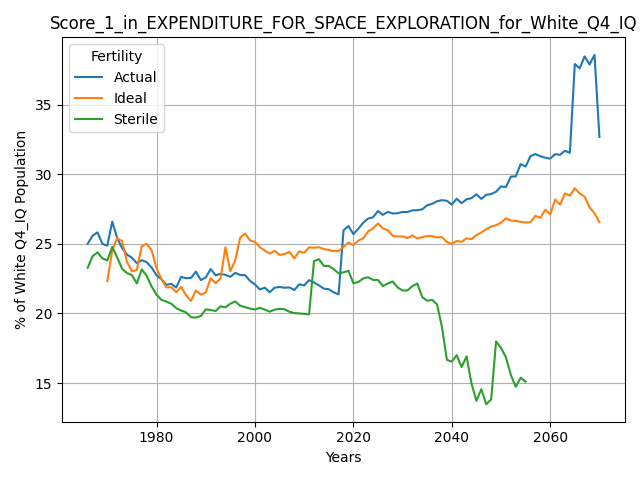 Score_1_in_EXPENDITURE_FOR_SPACE_EXPLORATION_for_White_Q4_IQ
Fertility
Actual
Ideal
Sterile
% of White Q4_IQ Population
35
30
25
20
15
1980
2000
2020
2040
2060
Years